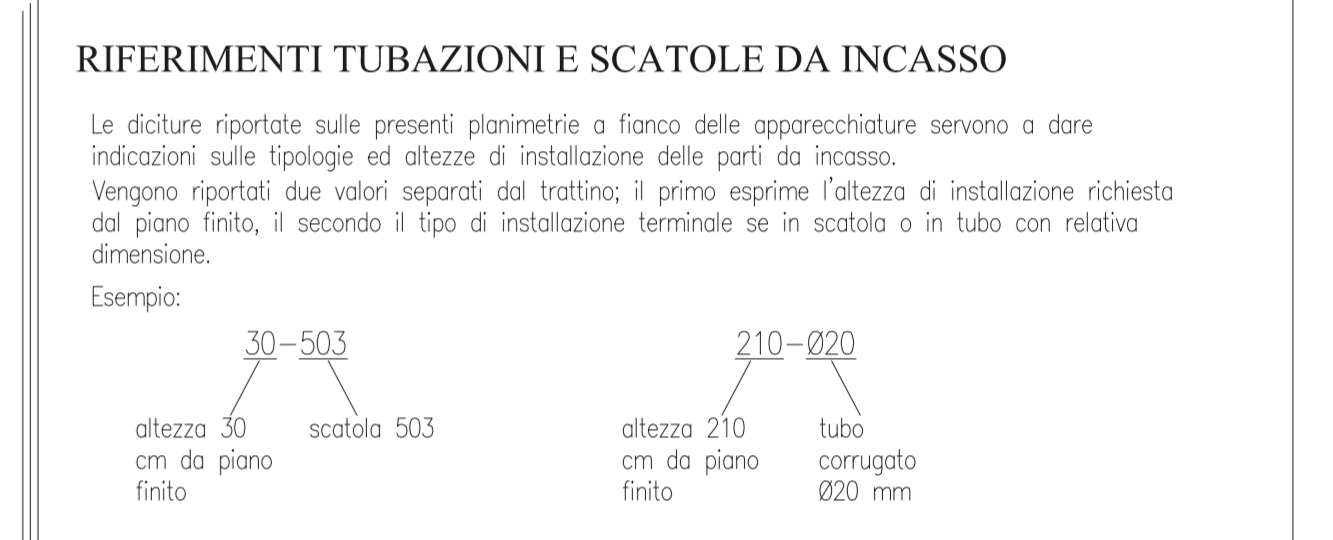 RIFERIMENTI TUBAZIONI E SCATOLE DA INCASSO
Le diciture riportate sulle presenti planimetrie a fianco delle apparecchiature servono a dare
indicazioni sulle tipologie ed altezze di installazione delle parti da incasso.
Vengono riportati due valori separati dal trattino; il primo esprime l'altezza di installazione richiesta
dal piano finito, il secondo il tipo di installazione terminale se in scatola o in tubo con relativa
dimensione.
Esempio:
30-503
altezza 30
cm da piano
finito
scatola 503
210-Ø20
altezza 210
cm da piano
finito
tubo
corrugato
Ø20 mm